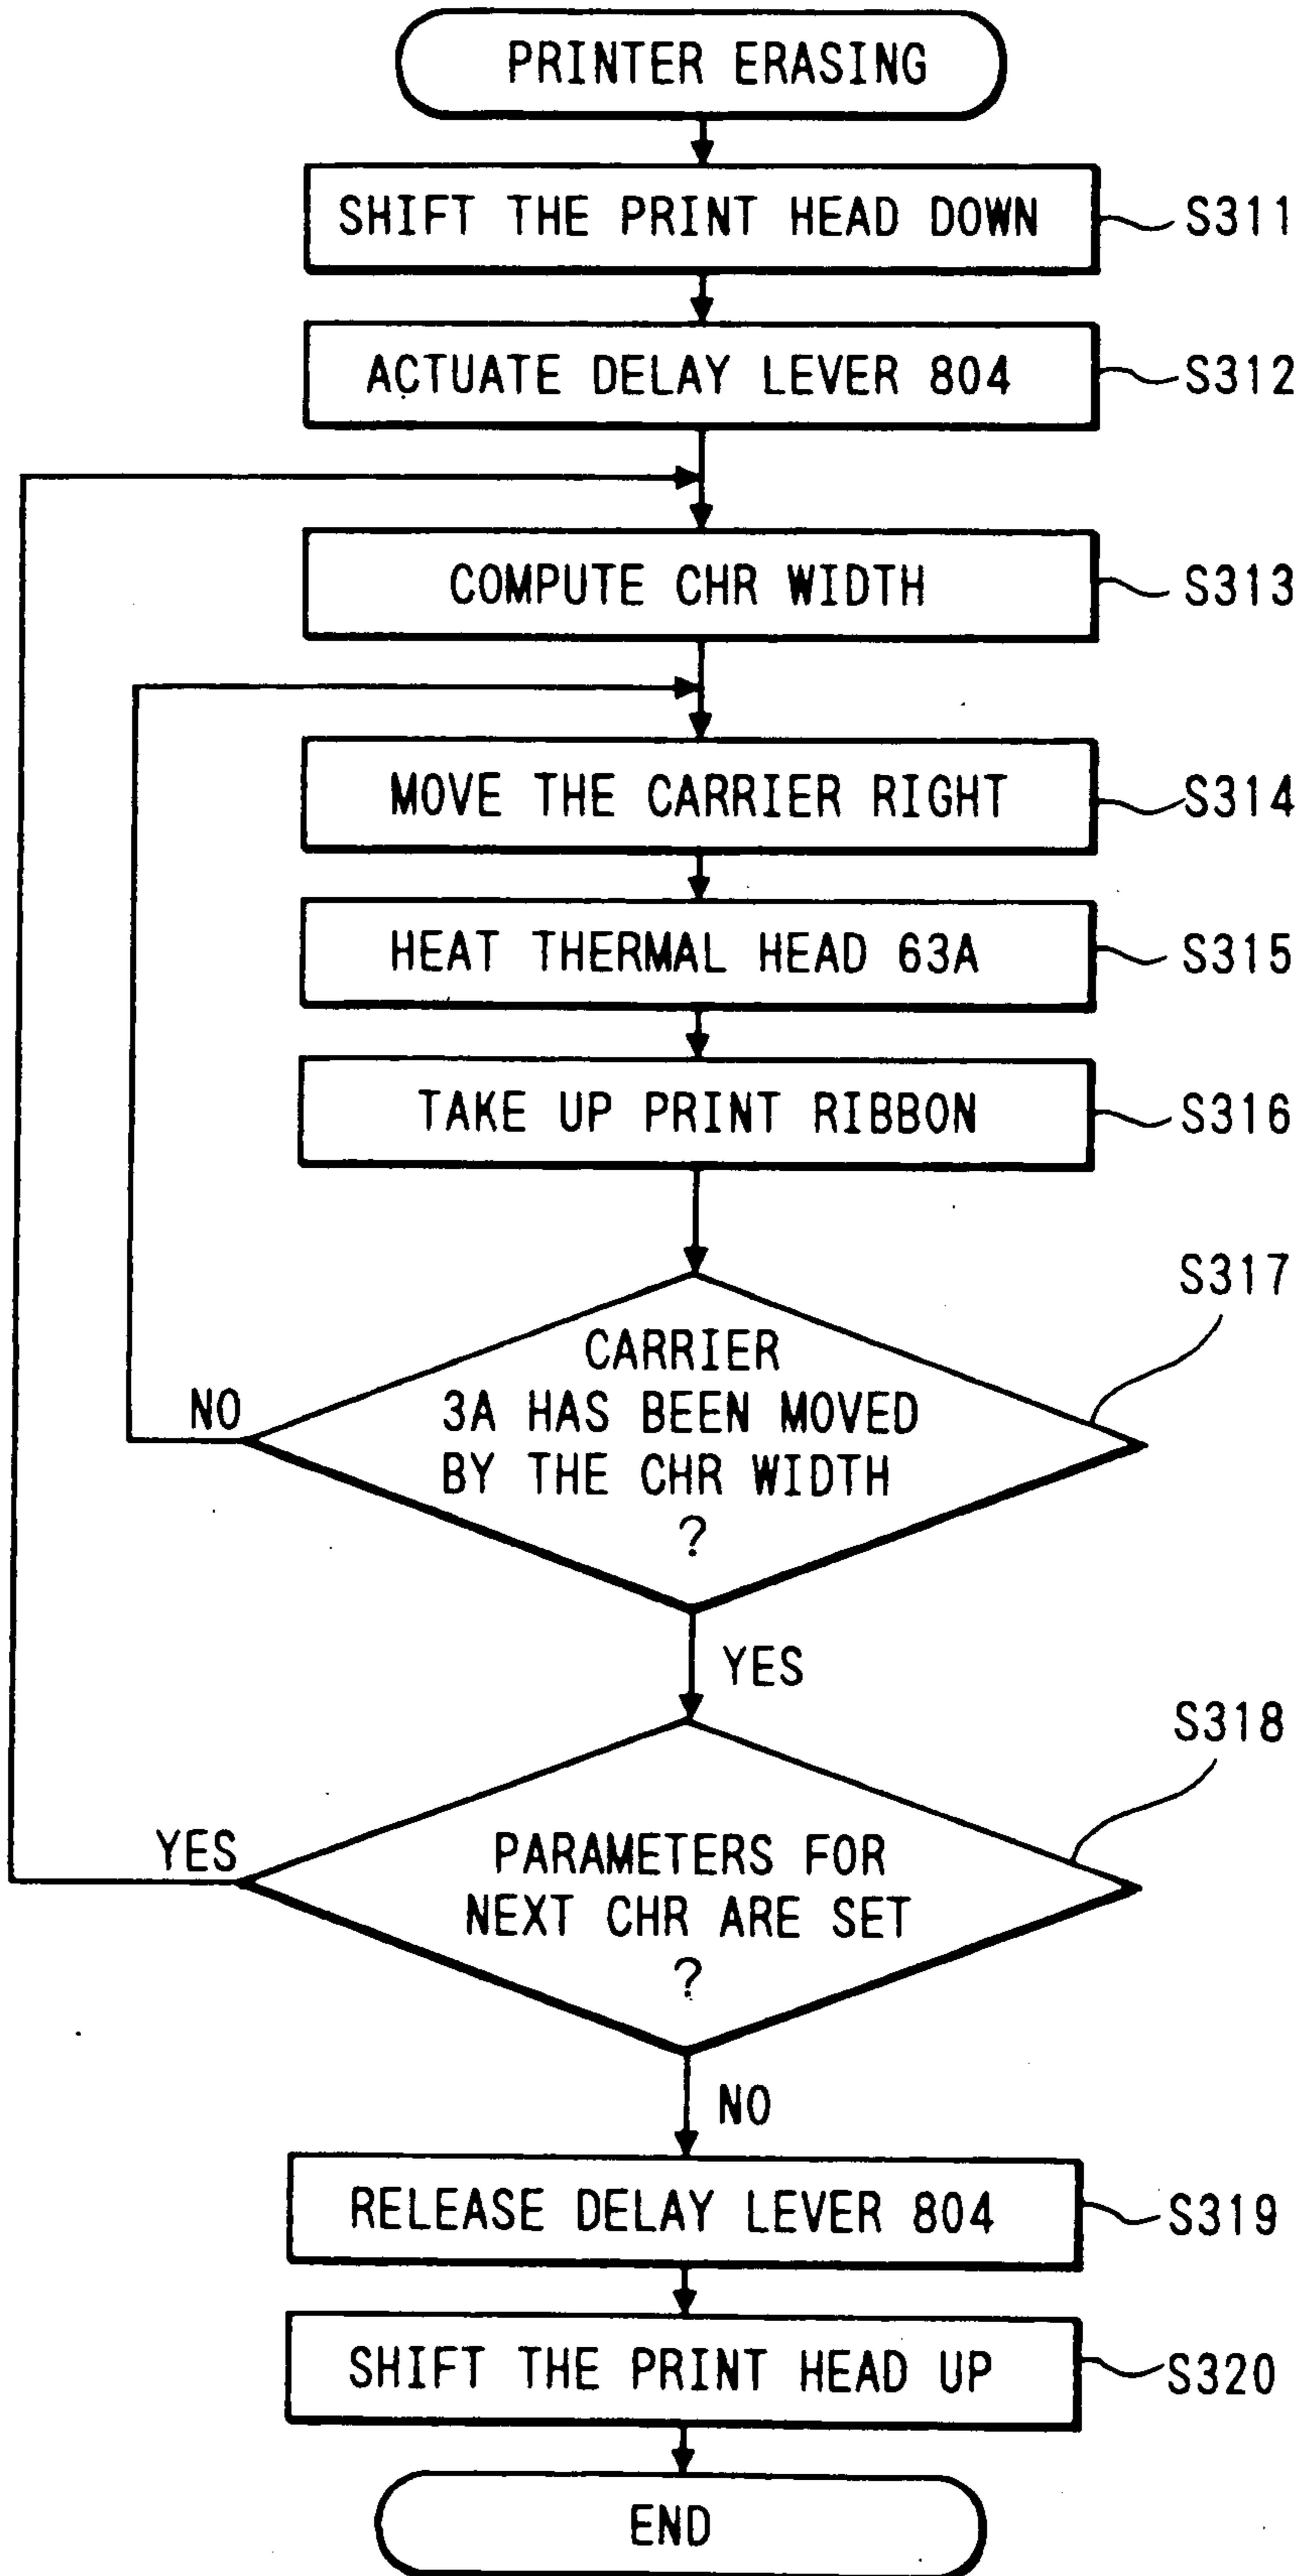 PRINTER ERASING
SHIFT THE PRINT HEAD DOWN
S311
ACTUATE DELAY LEVER 804
S312
COMPUTE CHR WIDTH
S313
MOVE THE CARRIER RIGHT
S314
HEAT THERMAL HEAD 63A
S315
TAKE UP PRINT RIBBON
S316
S317
CARRIER
3A HAS BEEN MOVED
BY THE CHR WIDTH
?
NO
YES
S318
PARAMETERS FOR
NEXT CHR ARE SET
?
YES
NO
RELEASE DELAY LEVER 804
S319
SHIFT THE PRINT HEAD UP
S320
END